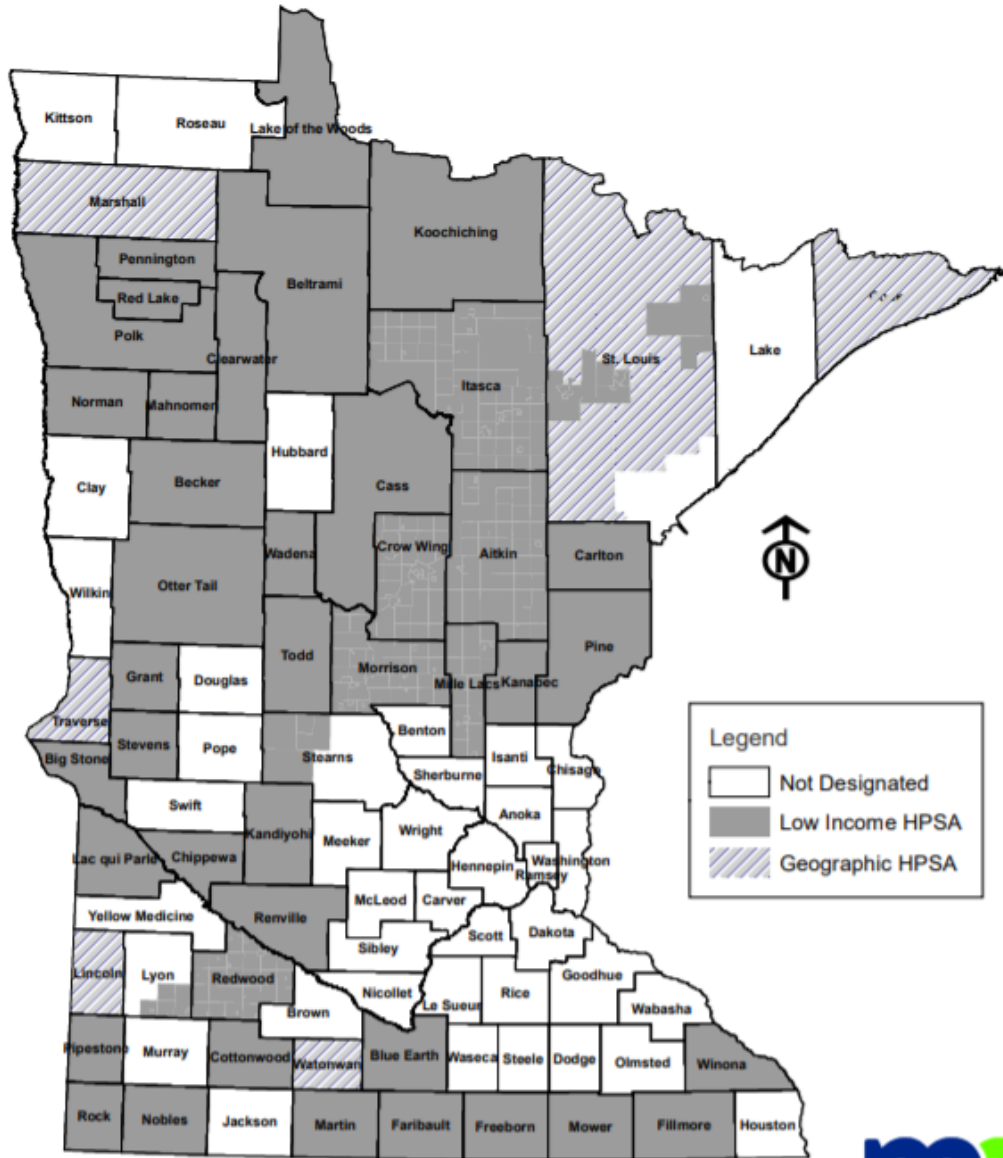 Kittson
Roseau
Lake of the Woods
Marshall
Koochiching
Pennington
Beltrami
Red Lake
Polk
Clearwater
St. Louis
Lake
Itasca
Norman
Mahnomen
Hubbard
Clay
Becker
Cass
Crow Wing
Aitkin
Wadena
Carlton
Otter Tail
Wilkin
N
Todd
Pine
Morrison
Grant
Douglas
Mille Lacs
Kanabec
Traverse
Benton
Stevens
Pope
Stearns
Isanti
Big Stone
Chisago
Sherburne
Swift
Anoka
Kandiyohi
Wright
Meeker
Lac qui Parle
Chippewa
Hennepin
Washington
Ramsey
McLeod
Carver
Yellow Medicine
Renville
Scott
Dakota
Sibley
Lincoln
Lyon
Redwood
Goodhue
Nicollet
Rice
Le Sueur
Brown
Wabasha
Pipestone
Murray
Cottonwood
Watonwan
Blue Earth
Waseca
Steele
Dodge
Olmsted
Winona
Rock
Nobles
Jackson
Martin
Faribault
Freeborn
Mower
Fillmore
Houston
Legend
Not Designated
Low Income HPSA
Geographic HPSA